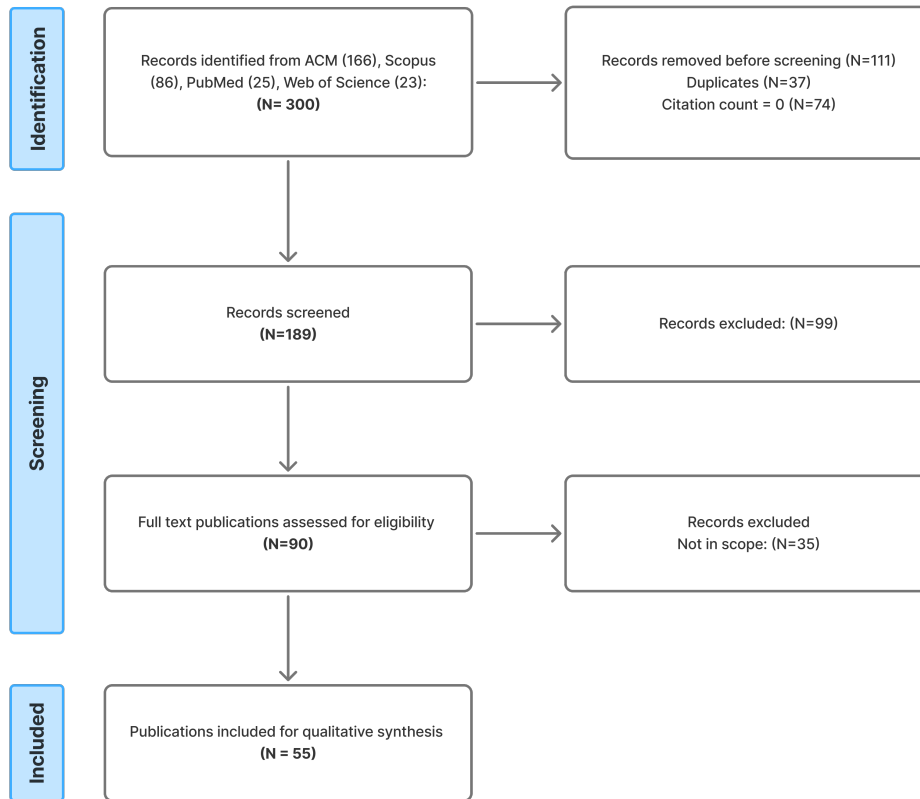 Identification
Records identified from ACM (166), Scopus
(86), PubMed (25), Web of Science (23):
(N= 300)
Records removed before screening (N=111)
Duplicates (N=37)
Citation count = 0 (N=74)
Screening
Records screened
(N=189)
Records excluded: (N=99)
Full text publications assessed for eligibility
(N=90)
Records excluded
Not in scope: (N=35)
Included
Publications included for qualitative synthesis
(N = 55)